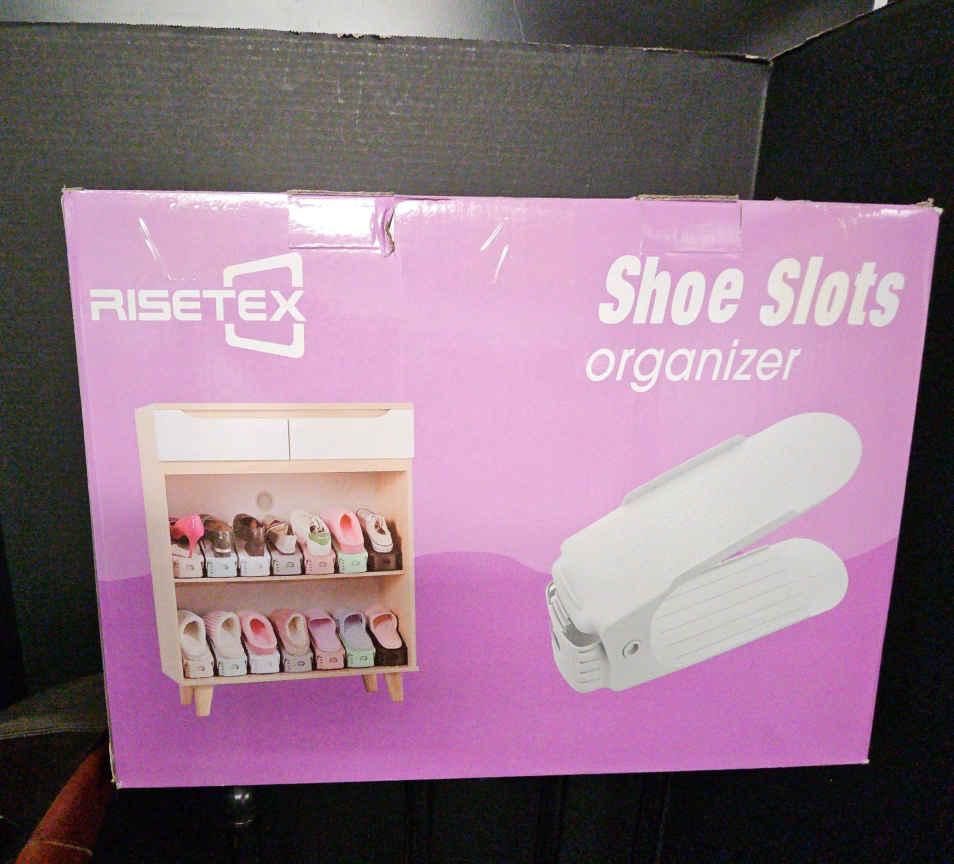 RISETEX
Shoe Slots
organizer